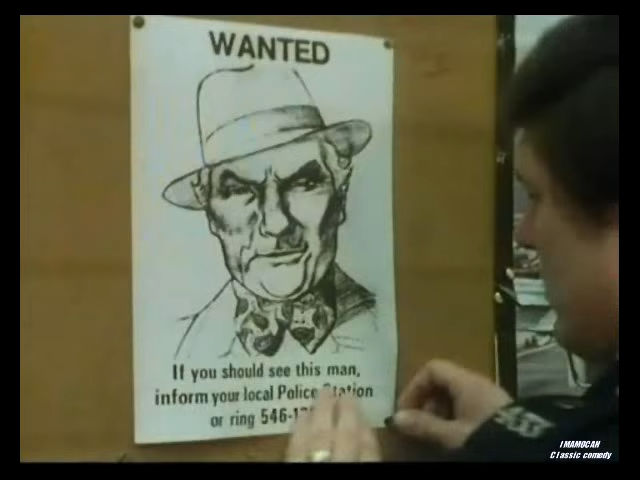 WANTED
If you should see this man,
inform your local Police Station
or ring 546-1
IMAMOCAN
Classic comedy